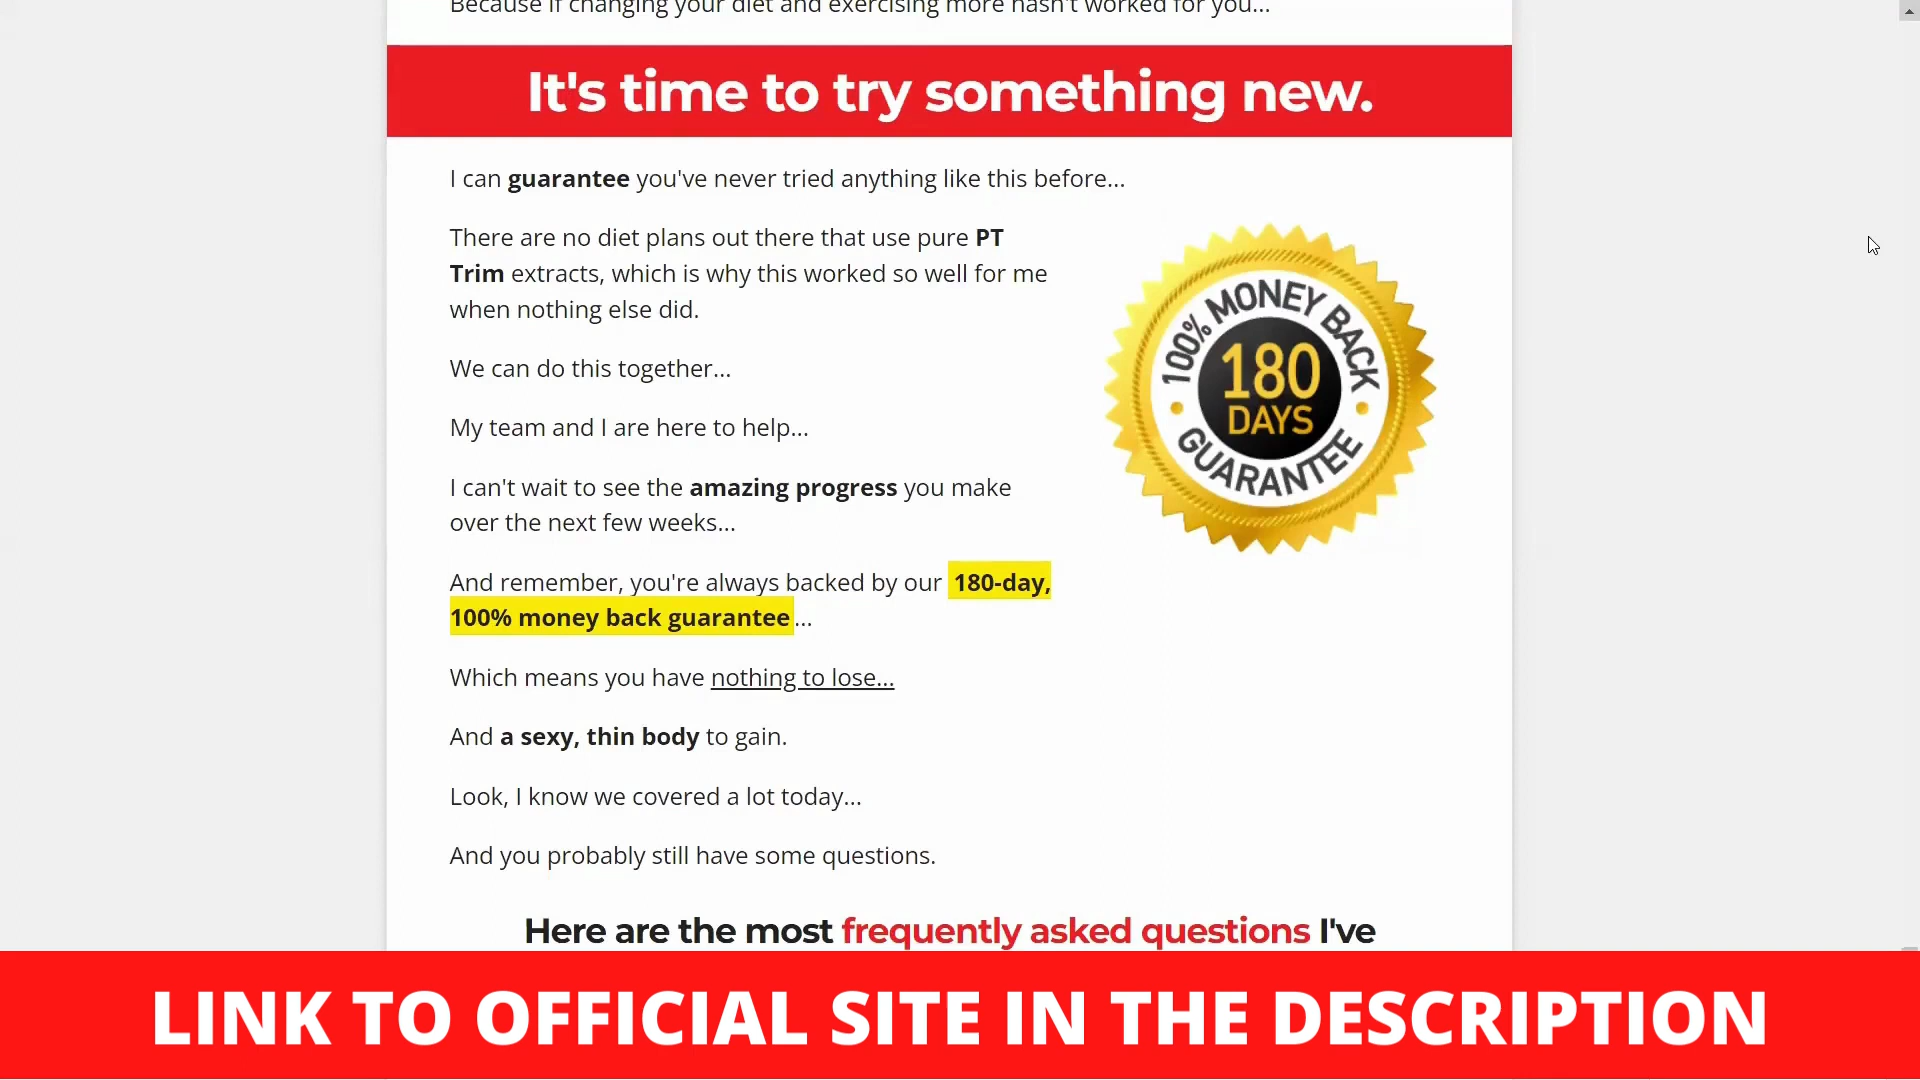 Because if changing your diet and exercising more hasn't worked for you...
It's time to try something new.
I can guarantee you've never tried anything like this before...
There are no diet plans out there that use pure PT
Trim extracts, which is why this worked so well for me
when nothing else did.
We can do this together...
My team and I are here to help...
I can't wait to see the amazing progress you make
over the next few weeks...
And remember, you're always backed by our 180-day,
100% money back guarantee...
Which means you have nothing to lose...
And a sexy, thin body to gain.
Look, I know we covered a lot today...
And you probably still have some questions.
100% MONEY BACK
180
DAYS
GUARANTEE
Here are the most frequently asked questions I've
LINK TO OFFICIAL SITE IN THE DESCRIPTION